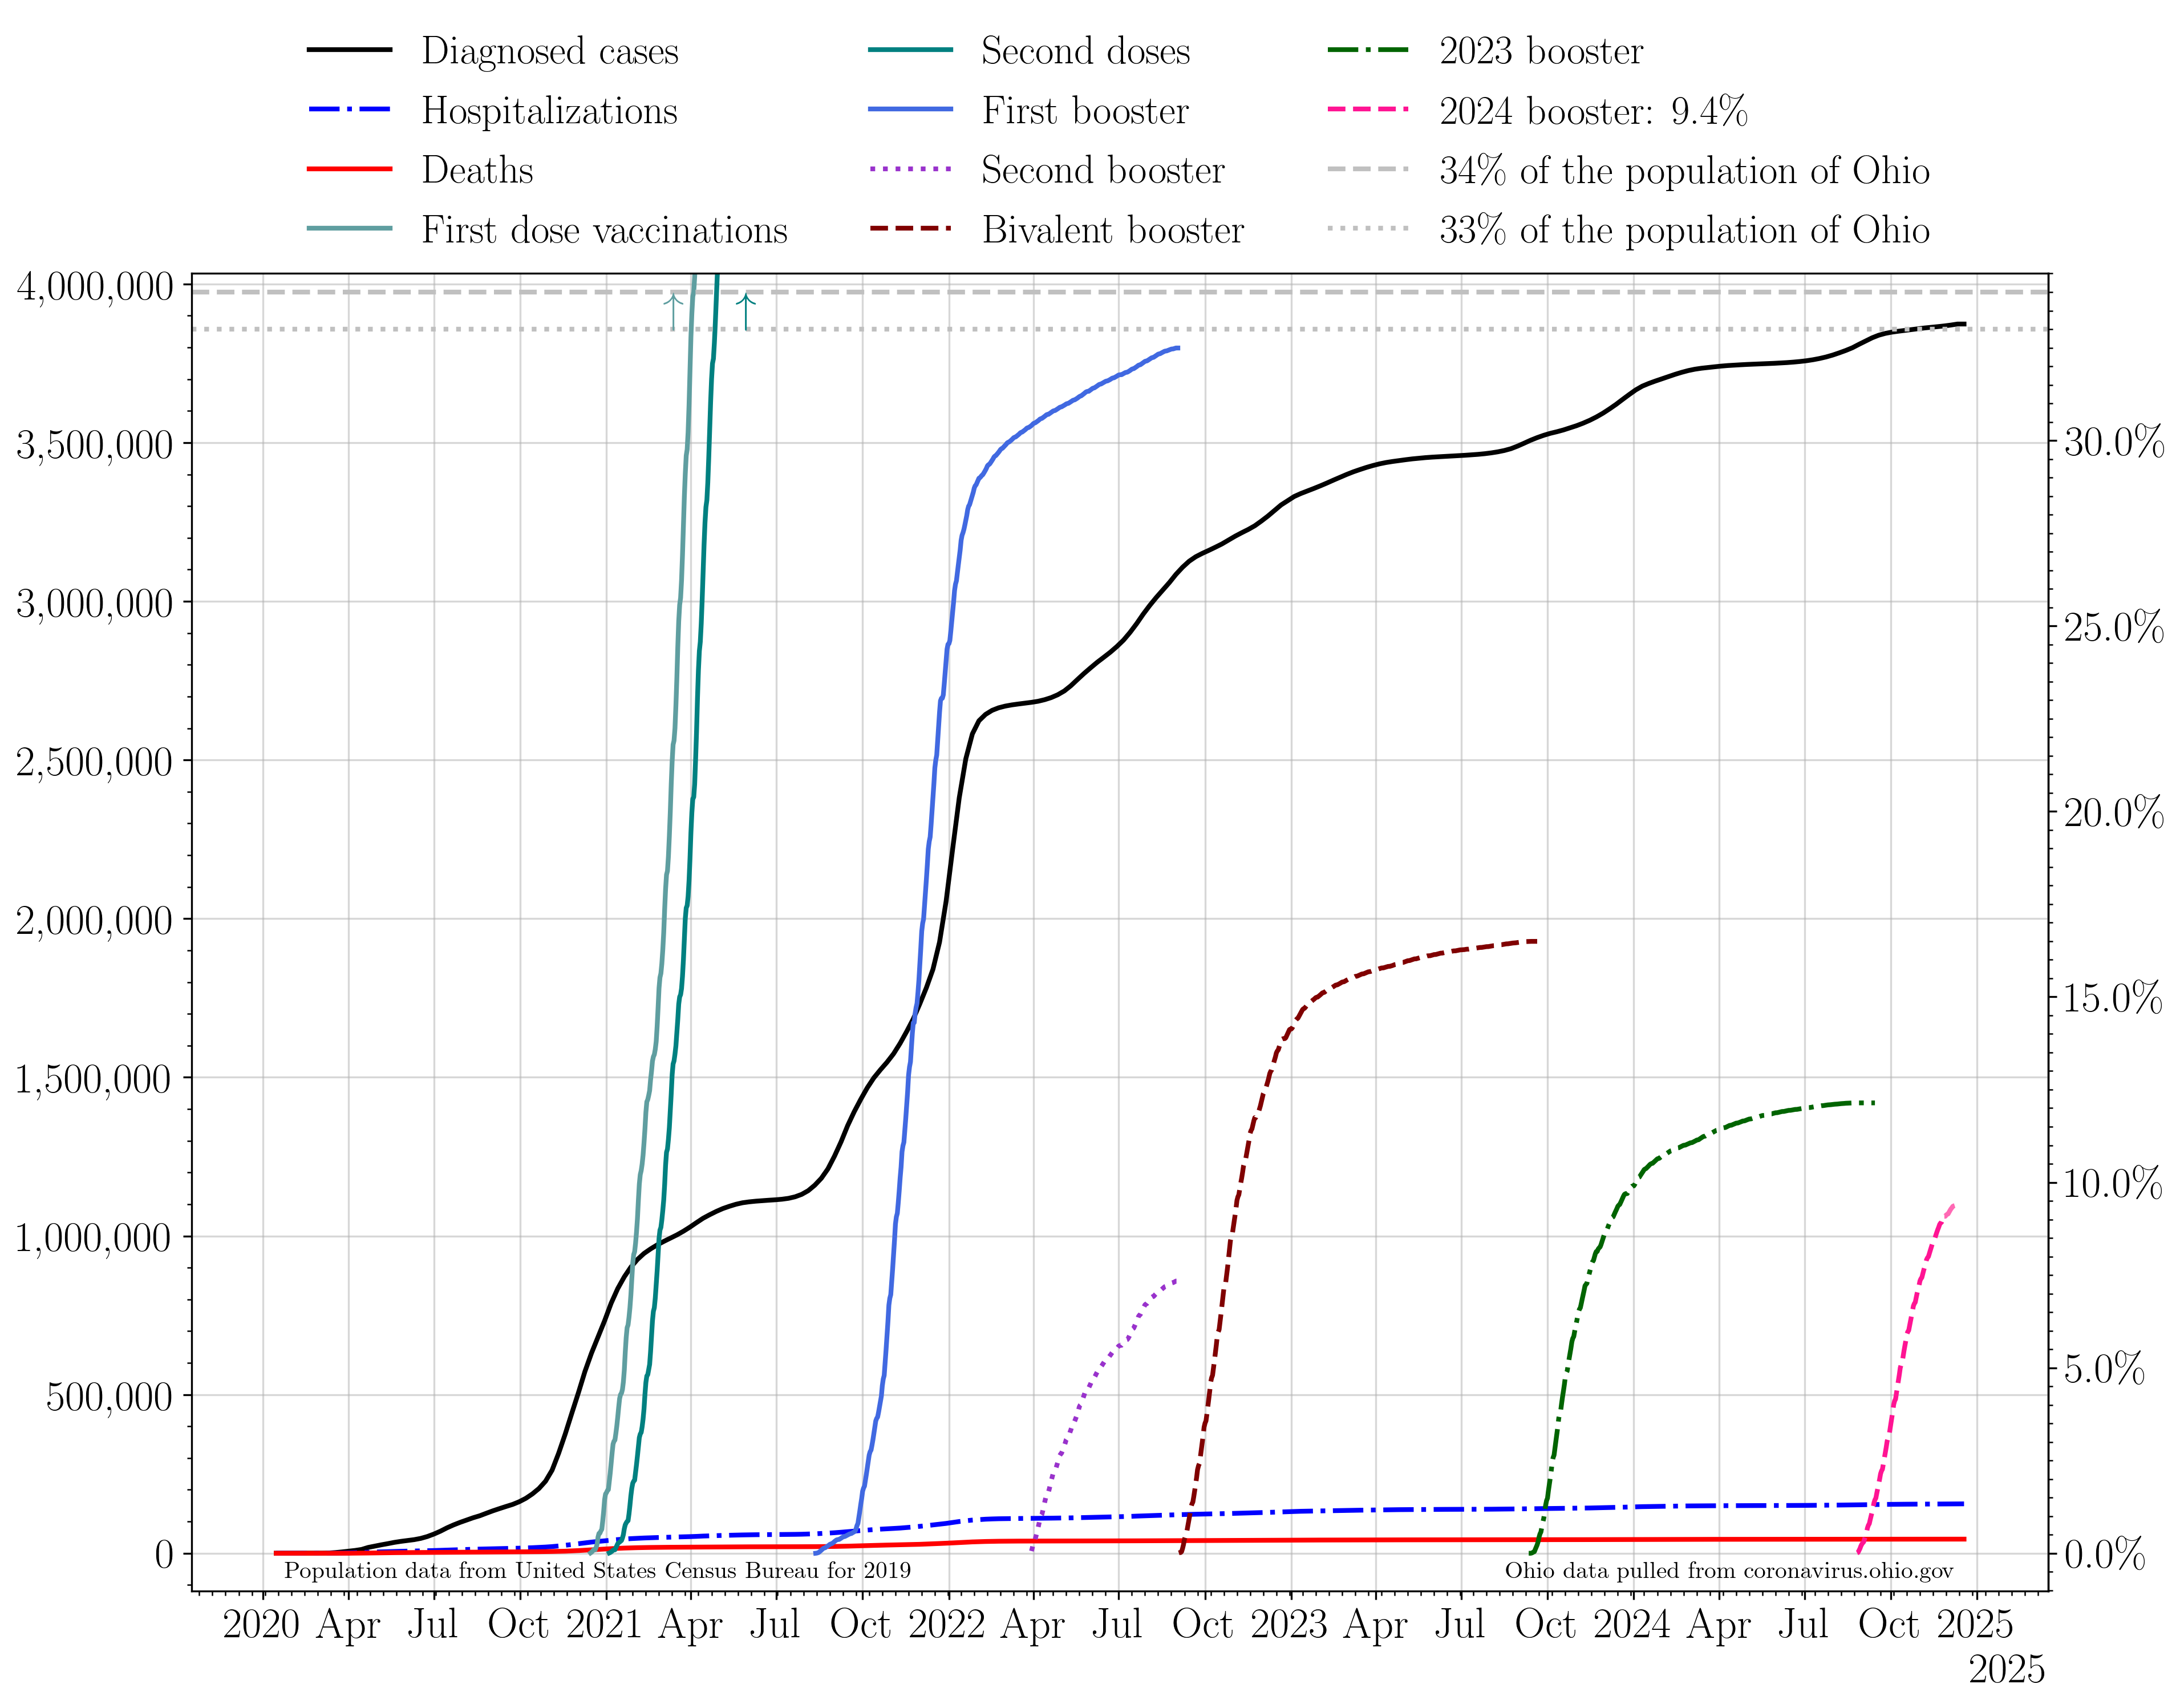 Diagnosed cases
Hospitalizations
Deaths
First dose vaccinations
Second doses
First booster
Second booster
Bivalent booster
2023 booster
2024 booster: 9.4%
34% of the population of Ohio
33% of the population of Ohio
4,000,000
3,500,000
3,000,000
2,500,000
2,000,000
1,500,000
1,000,000
500,000
0
30.0%
25.0%
20.0%
15.0%
10.0%
5.0%
0.0%
Population data from United States Census Bureau for 2019
Ohio data pulled from coronavirus.ohio.gov
2020 Apr Jul Oct 2021 Apr Jul Oct 2022 Apr Jul Oct 2023 Apr Jul Oct 2024 Apr Jul Oct 2025
2025